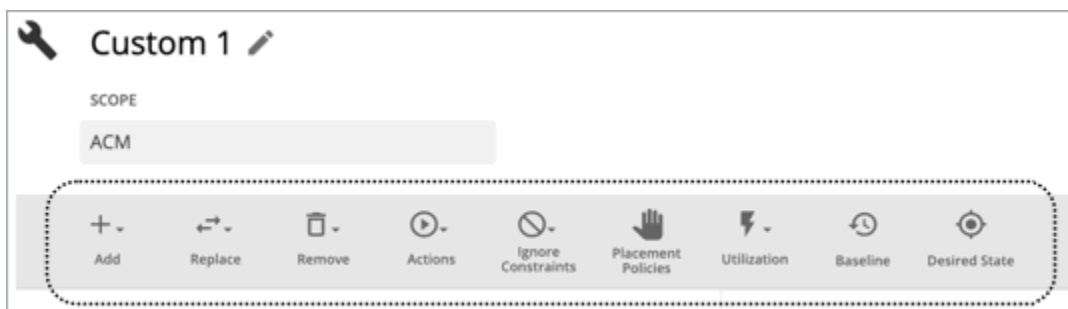 Custom 1
SCOPE
ACM
Add
Replace
Remove
Actions
Ignore
Constraints
Placement
Policies
Utilization
Baseline
Desired State